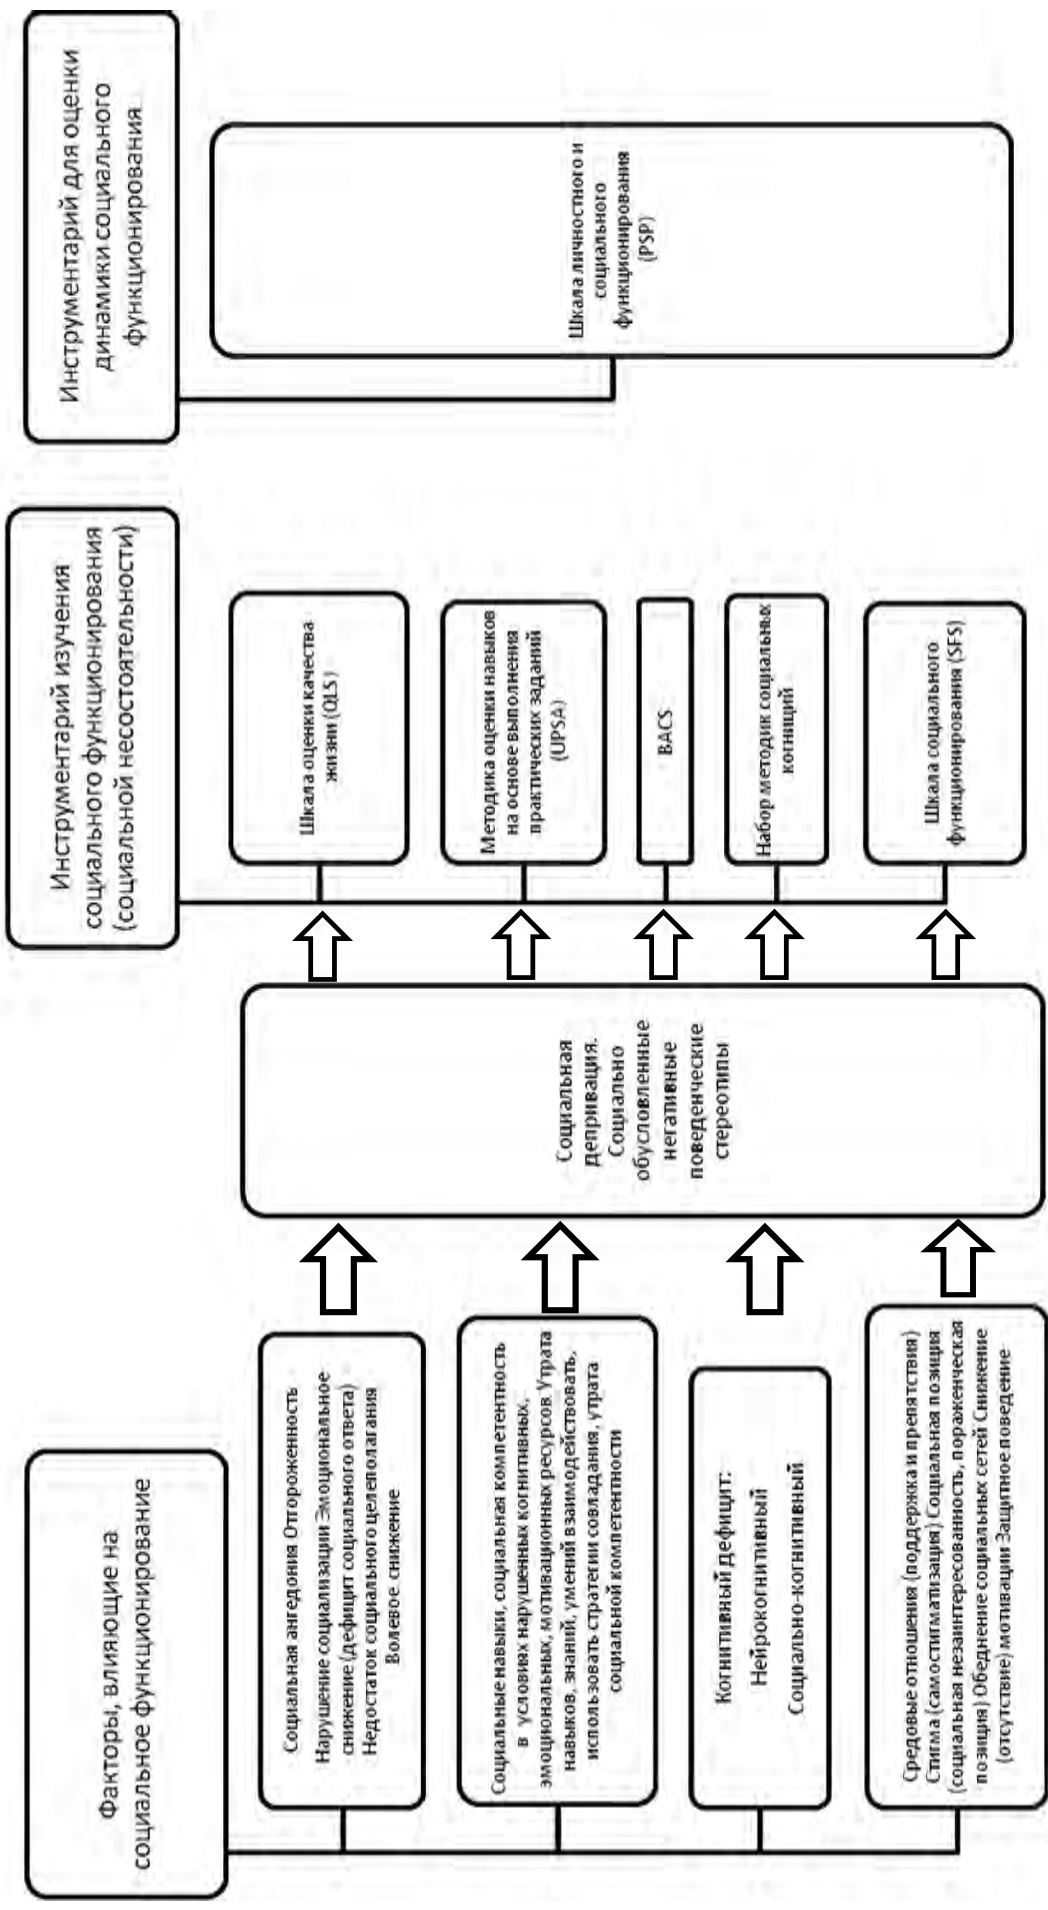 Факторы, влияющие на
социальное функционирование
Социальная ангедония Отгороженность
Нарушение социализации Эмоциональное
снижение (дефицит социального ответа)
Недостаток социального целеполагания
Волевое снижение
Социальные навыки, социальная компетентность
в условиях нарушенных когнитивных,
эмоциональных, мотивационных ресурсов Утрата
навыков, знаний, умений взаимодействовать,
использовать стратегии совладания, утрата
социальной компетентности
Когнитивный дефицит:
Нейрокогнитивный
Социально-когнитивный
Средовые отношения (поддержка и препятствия)
Стигма (самостигматизация) Социальная позиция
(социальная незаинтересованность, пораженческая
позиция) Обеднение социальных сетей Снижение
(отсутствие) мотивации Защитное поведение
Социальная
депривация.
Социально
обусловленные
негативные
поведенческие
стереотипы
Инструментарий изучения
социального функционирования
(социальной несостоятельности)
Шкала оценки качества
жизни (QLS)
Методика оценки навыков
на основе выполнения
практических заданий
(UPSA)
BACS
Набор методик социальных
когниций
Шкала социального
функционирования (SFS)
Инструментарий для оценки
динамики социального
функционирования
Шкала личностного и
социального
функционирования
(PSP)